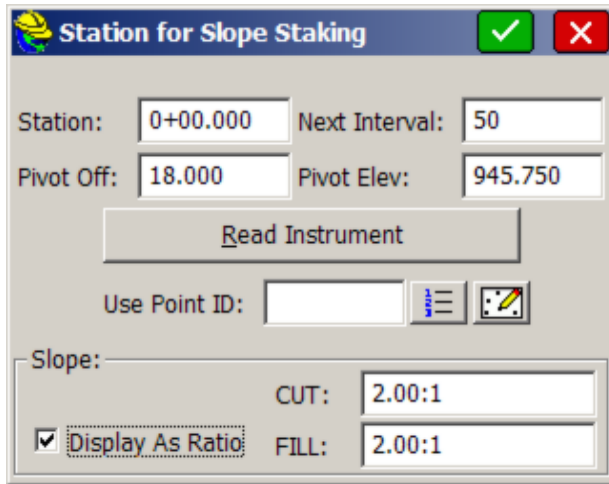 Station for Slope Staking
Station: 0+00.000 Next Interval: 50
Pivot Off: 18.000 Pivot Elev: 945.750
Read Instrument
Use Point ID:
Slope:
CUT: 2.00:1
Display As Ratio FILL: 2.00:1